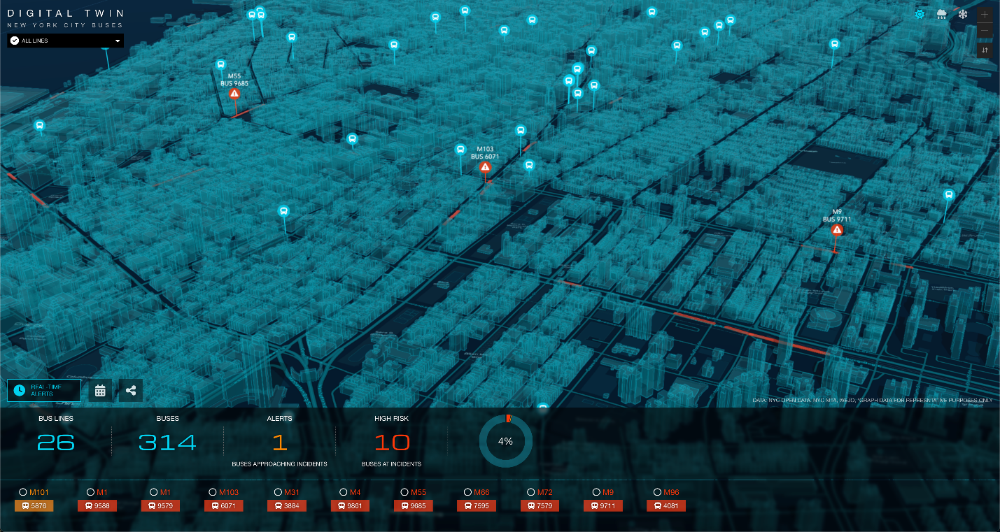 DIGITAL TWIN
NEW YORK CITY BUSES
ALL LINES
M55
BUS 9685
M103
BUS 6071
M9
BUS 9711
REAL-TIME
ALERTS
DATA: NYC OPEN DATA, NYC MTA, WEJO, *GRAPH DATA FOR REPRESNTATIVE PURPOSES ONLY
BUS LINES
BUSES
ALERTS
HIGH RISK
26
314
1
10
4%
BUSES APPROACHING INCIDENTS
BUSES AT INCIDENTS
M101
M1
M1
M103
M31
M4
M55
M66
M72
M9
M96
5876
9588
9579
6071
3884
9861
9685
7595
7579
9711
4081